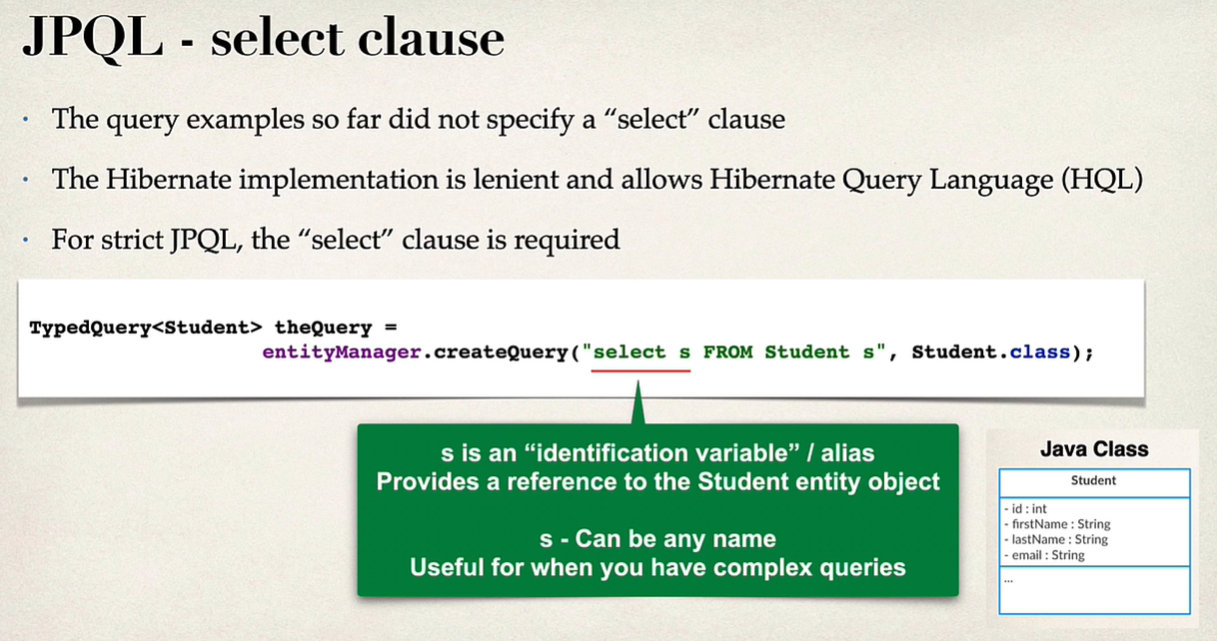 JPQL - select clause
· The query examples so far did not specify a “select” clause
· The Hibernate implementation is lenient and allows Hibernate Query Language (HQL)
· For strict JPQL, the “select” clause is required
TypedQuery<Student> theQuery =
entityManager.createQuery("select s FROM Student s", Student.class);
s is an “identification variable” / alias
Provides a reference to the Student entity object
s - Can be any name
Useful for when you have complex queries
Java Class
Student
- id : int
- firstName : String
- lastName : String
- email : String
...